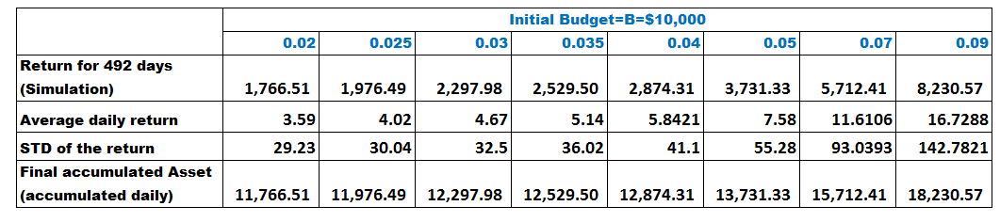 Initial Budget=B=$10,000
0.02 0.025 0.03 0.035 0.04 0.05 0.07 0.09
Return for 492 days
(Simulation) 1,766.51 1,976.49 2,297.98 2,529.50 2,874.31 3,731.33 5,712.41 8,230.57
Average daily return 3.59 4.02 4.67 5.14 5.8421 7.58 11.6106 16.7288
STD of the return 29.23 30.04 32.5 36.02 41.1 55.28 93.0393 142.7821
Final accumulated Asset
(accumulated daily) 11,766.51 11,976.49 12,297.98 12,529.50 12,874.31 13,731.33 15,712.41 18,230.57